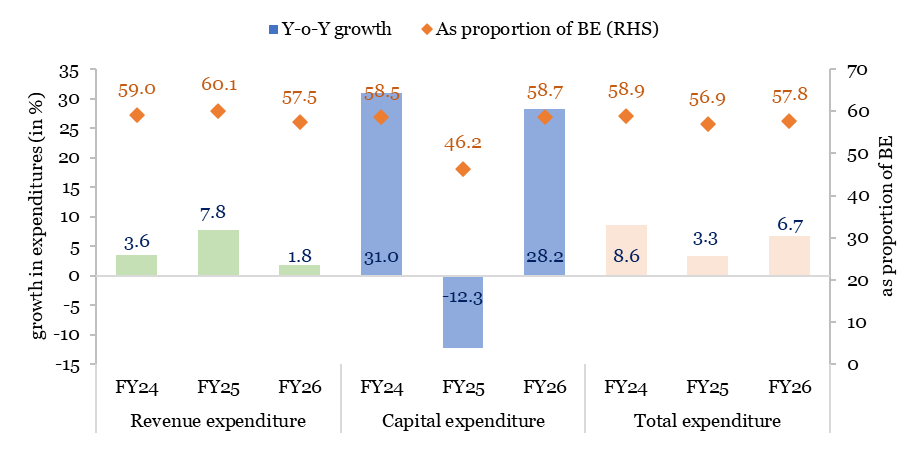 Y-o-Y growth As proportion of BE (RHS)
growth in expenditures (in %)
35
30
25
20
15
10
5
0
-5
-10
-15
59.0 60.1 57.5 58.5 46.2 58.7 58.9 56.9 57.8
3.6 7.8 1.8 31.0 -12.3 28.2 8.6 3.3 6.7
70
60
50
40
30
20
10
0
as proportion of BE
FY24 FY25 FY26 FY24 FY25 FY26 FY24 FY25 FY26
Revenue expenditure Capital expenditure Total expenditure